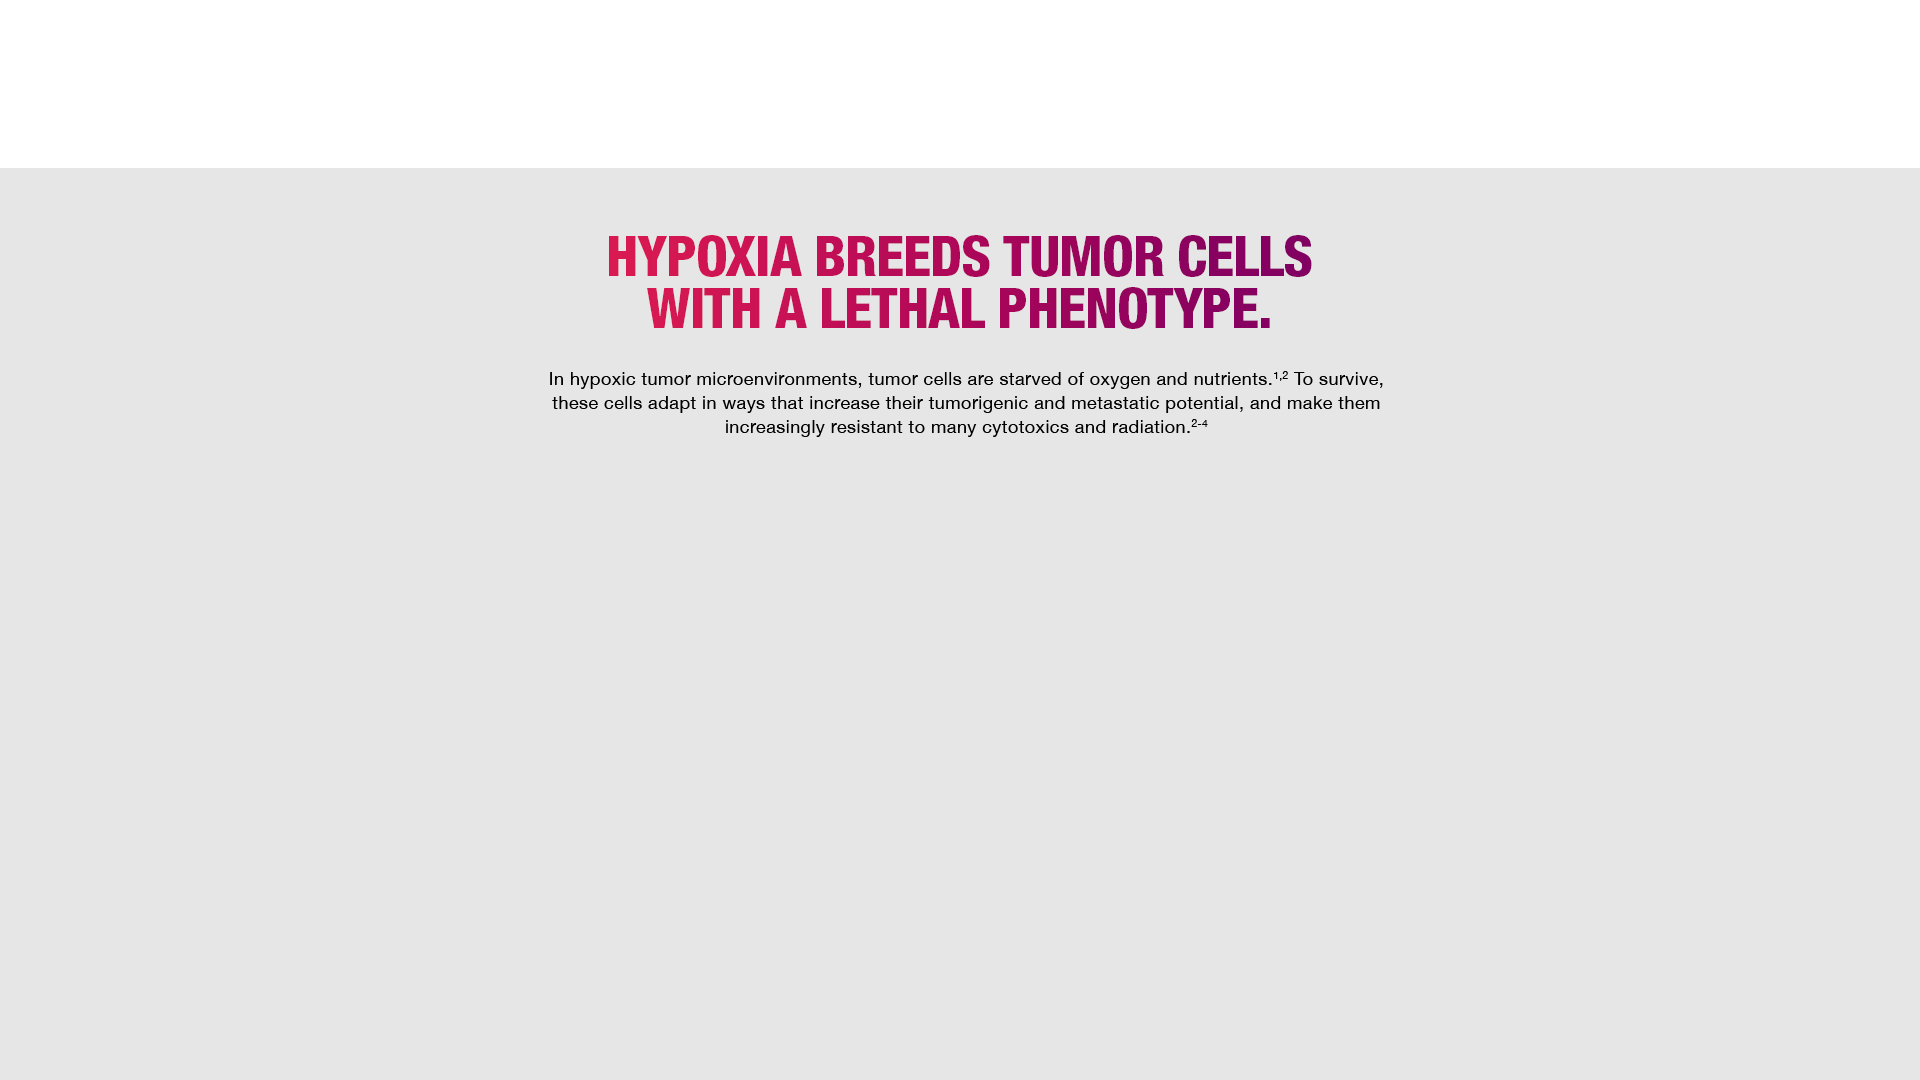 HYPOXIA BREEDS TUMOR CELLS
WITH A LETHAL PHENOTYPE.
In hypoxic tumor microenvironments, tumor cells are starved of oxygen and nutrients.1,2 To survive,
these cells adapt in ways that increase their tumorigenic and metastatic potential, and make them
increasingly resistant to many cytotoxics and radiation.2-4